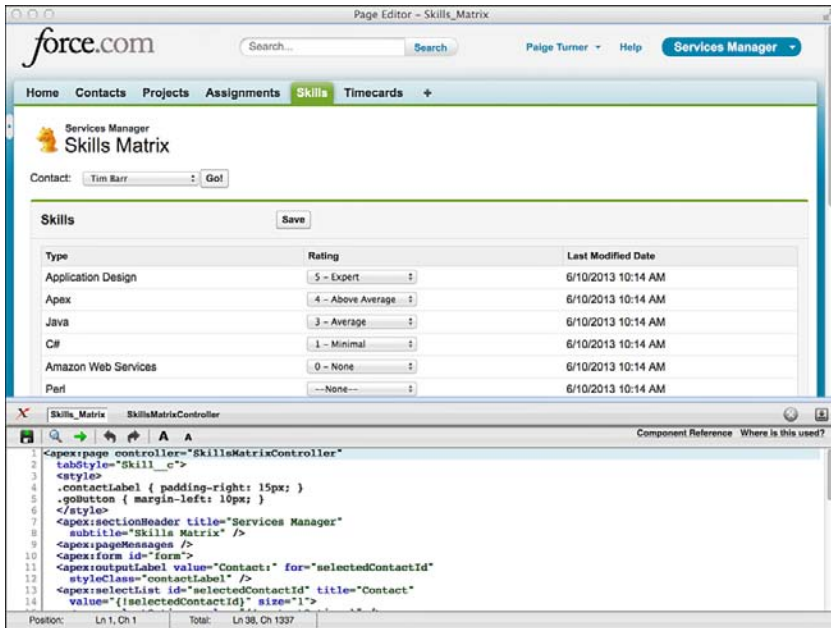 Page Editor – Skills_Matrix
force.com Search... Search Paige Turner Help Services Manager
Home Contacts Projects Assignments Skills Timecards +
Services Manager
Skills Matrix
Contact: Tim Barr Go!
Skills Save
Type Rating Last Modified Date
Application Design 5 – Expert 6/10/2013 10:14 AM
Apex 4 – Above Average 6/10/2013 10:14 AM
Java 3 – Average 6/10/2013 10:14 AM
C# 1 – Minimal 6/10/2013 10:14 AM
Amazon Web Services 0 – None 6/10/2013 10:14 AM
Perl --None-- 6/10/2013 10:14 AM
Skills_Matrix SkillsMatrixController
A A Component Reference Where is this used?
1 <apex:page controller="SkillsMatrixController"
2 tabStyle="Skill__c">
3 <style>
4 .contactLabel { padding-right: 15px; }
5 .goButton { margin-left: 10px; }
6 </style>
7 <apex:sectionHeader title="Services Manager"
8 subtitle="Skills Matrix" />
9 <apex:pageMessages />
10 <apex:form id="form">
11 <apex:outputLabel value="Contact:" for="selectedContactId"
12 styleClass="contactLabel" />
13 <apex:selectList id="selectedContactId" title="Contact"
14 value="{!selectedContactId}" size="1">
Position: Ln 1, Ch 1 Total: Ln 38, Ch 1337